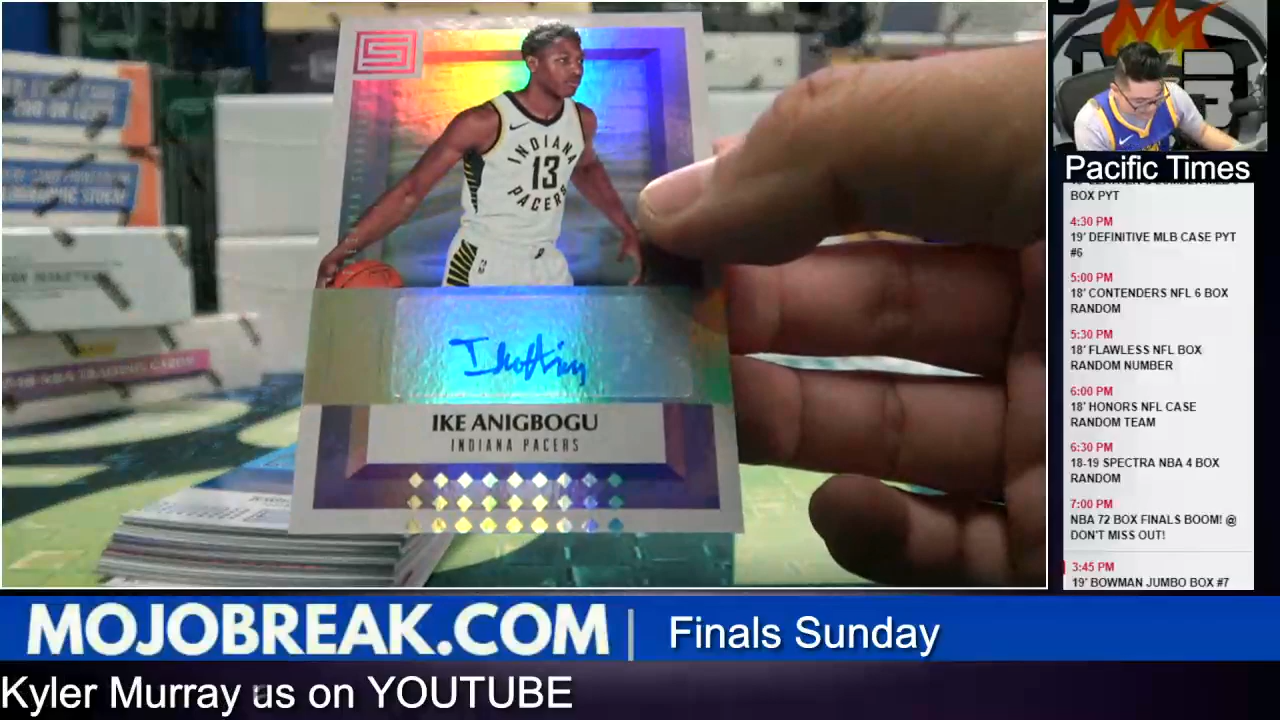 INDIANA
13
PACERS
IKE ANIGBOGU
INDIANA PACERS
Pacific Times
BOX PYT
4:30 PM
19' DEFINITIVE MLB CASE PYT
#6
5:00 PM
18' CONTENDERS NFL 6 BOX
RANDOM
5:30 PM
18' FLAWLESS NFL BOX
RANDOM NUMBER
6:00 PM
18' HONORS NFL CASE
RANDOM TEAM
6:30 PM
18-19 SPECTRA NBA 4 BOX
RANDOM
7:00 PM
NBA 72 BOX FINALS BOOM! @
DON'T MISS OUT!
3:45 PM
19' BOWMAN JUMBO BOX #7
MOJOBREAK.COM | Finals Sunday
Kyler Murray us on YOUTUBE